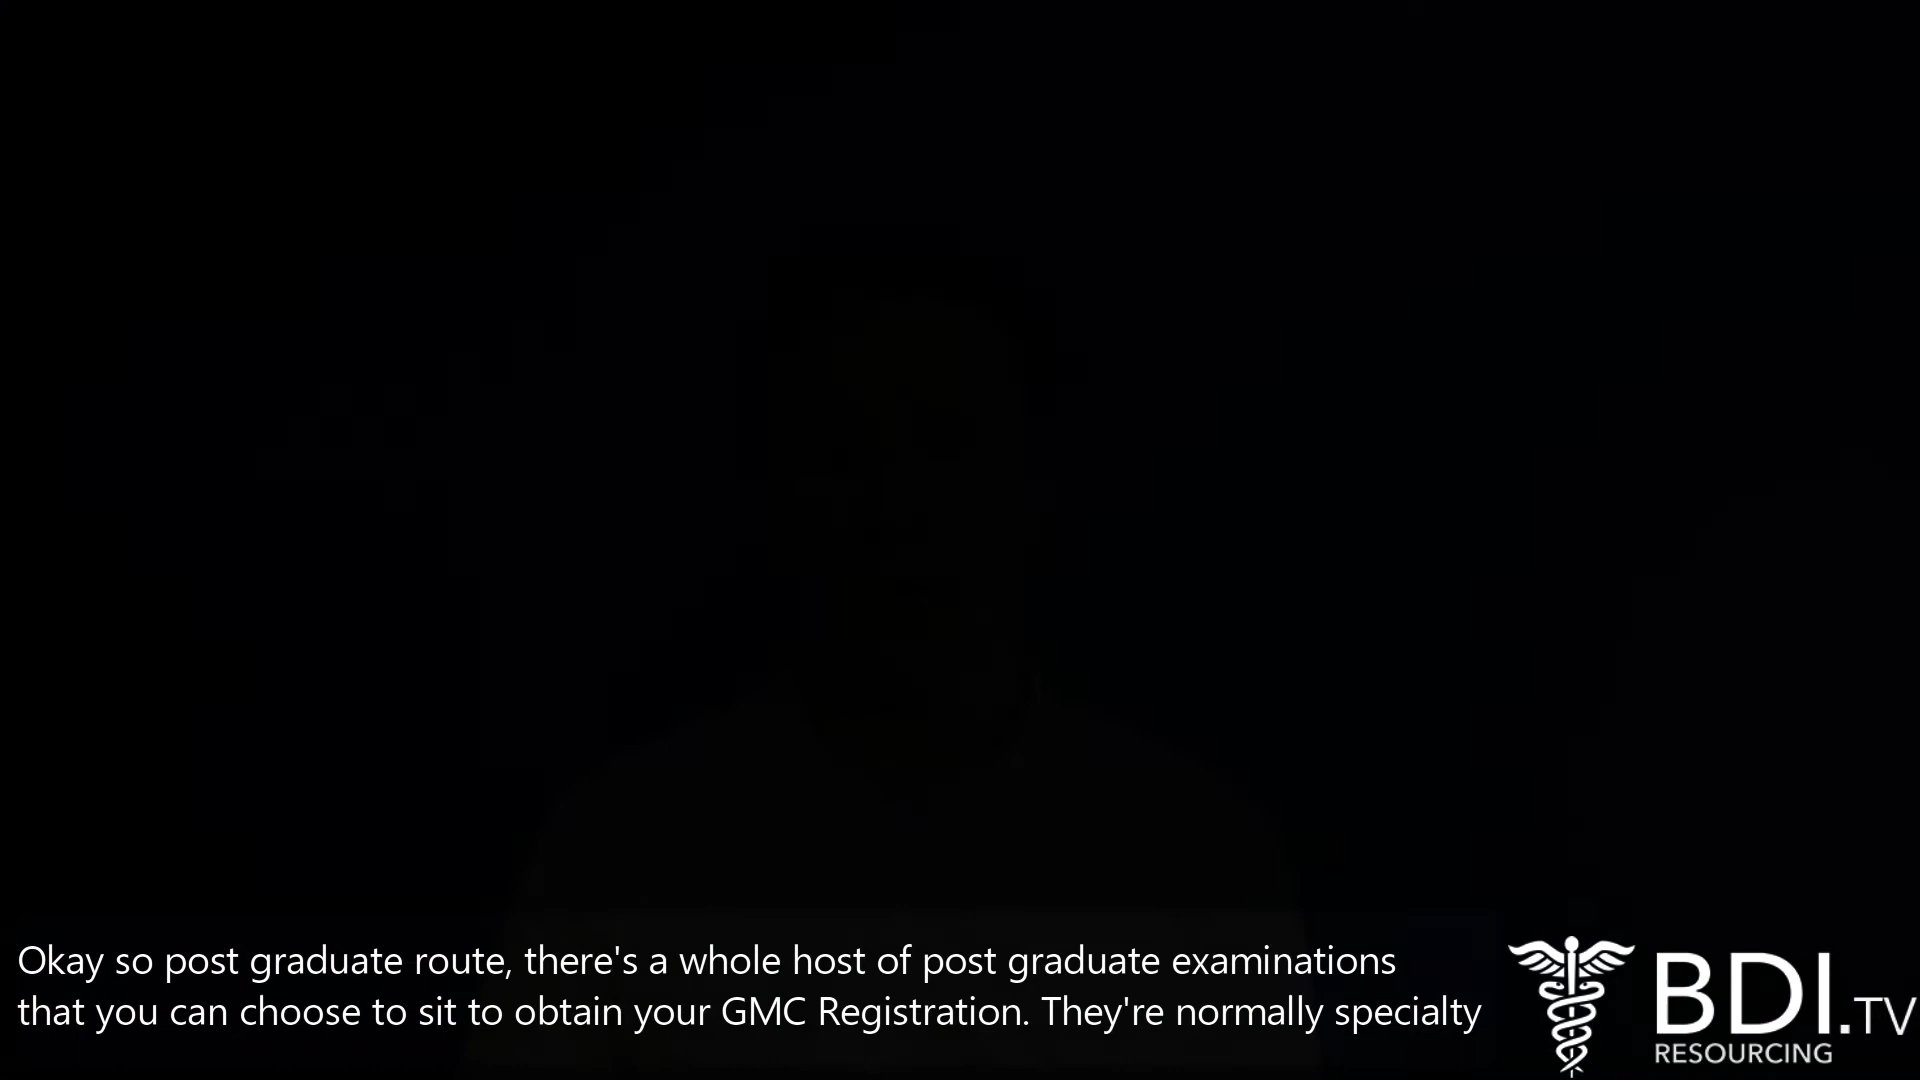 Okay so post graduate route, there's a whole host of post graduate examinations
that you can choose to sit to obtain your GMC Registration. They're normally specialty
BDI.TV
RESOURCING